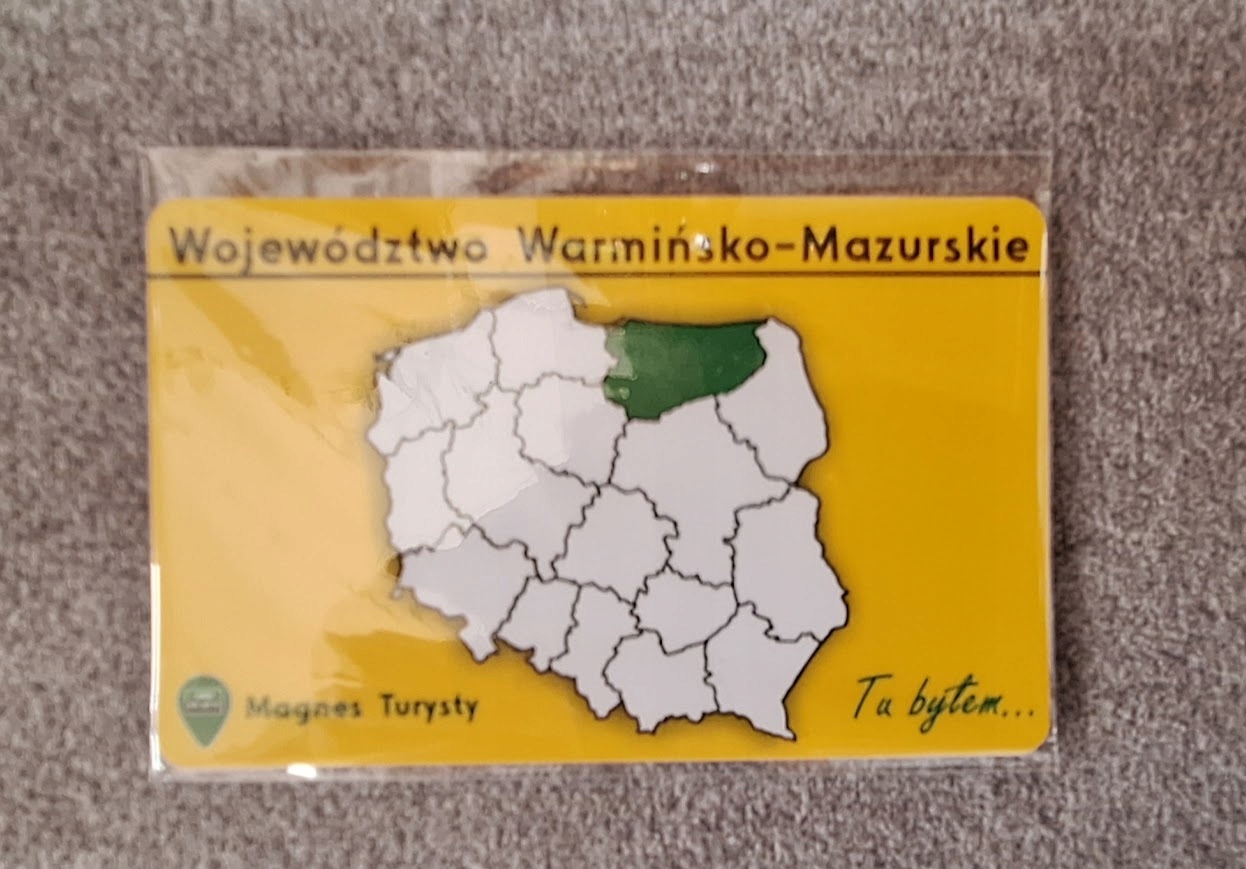 Województwo Warmińsko-Mazurskie
Magnes Turysty
Tu byłem...